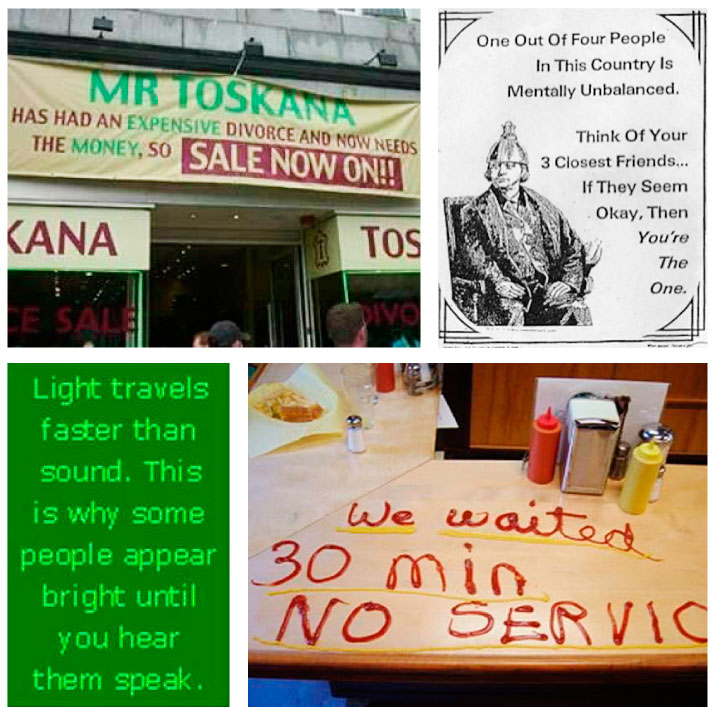 MR TOSKANA
HAS HAD AN EXPENSIVE DIVORCE AND NOW NEEDS
THE MONEY, SO SALE NOW ON!!
KANA
TOS
CE SALE
DIVO
One Out Of Four People
In This Country Is
Mentally Unbalanced.
Think Of Your
3 Closest Friends...
If They Seem
Okay, Then
You're
The
One.
Light travels
faster than
sound. This
is why some
people appear
bright until
you hear
them speak.
We waited
30 min
NO SERVIC